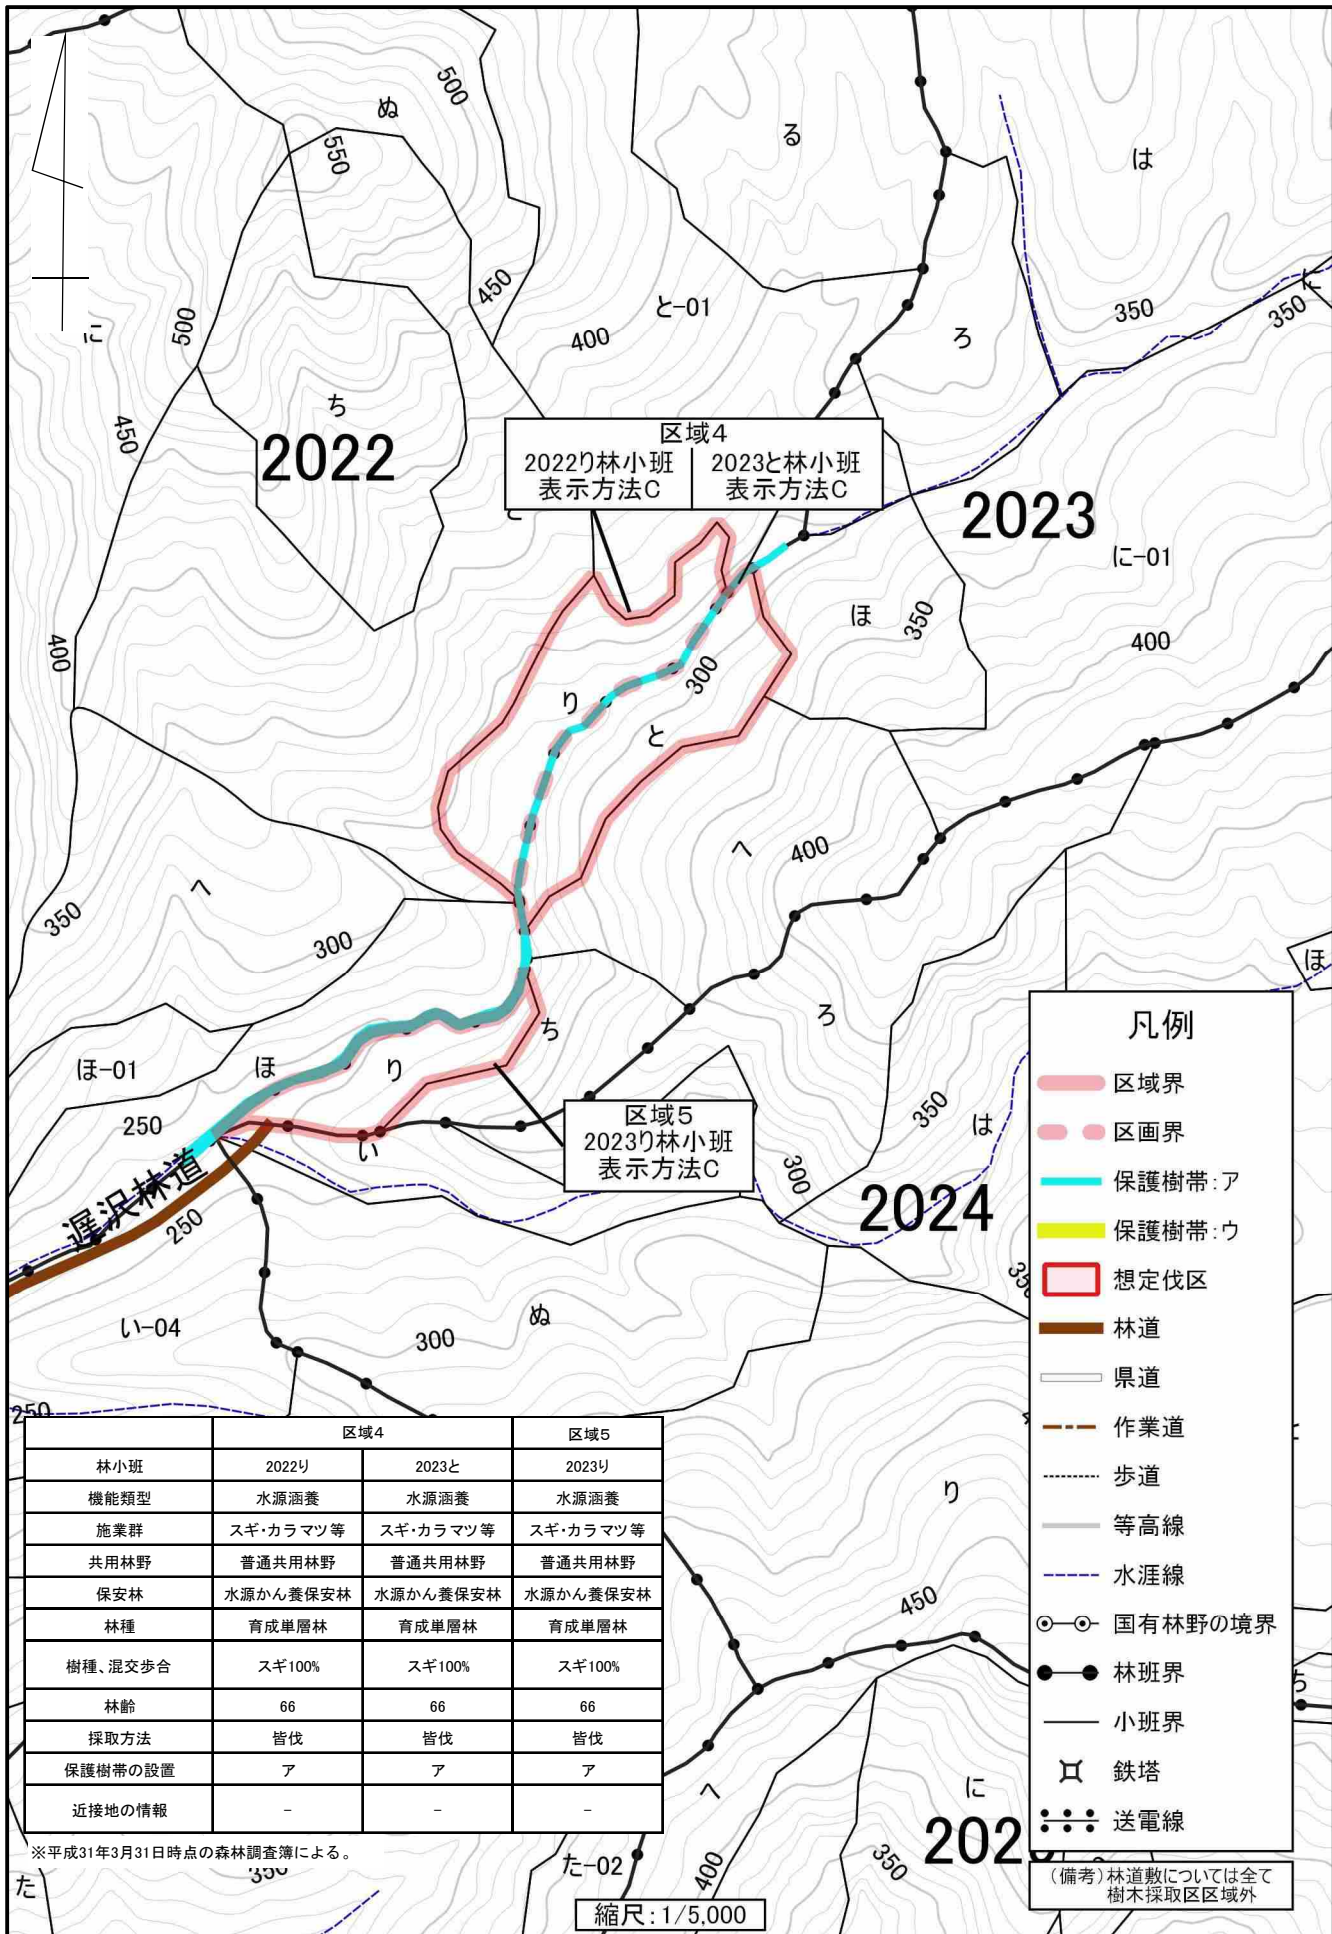 500
ぬ
550
る
は
450
と-01
400
に
500
350
350
ろ
ち
450
2022
区域4
2022り林小班
表示方法C
2023と林小班
表示方法C
と
2023
に-01
400
ほ
350
400
300
り
と
へ
400
へ
350
300
ほ
ろ
ち
ほ-01
ほ
り
250
い
区域5
2023り林小班
表示方法C
350
は
300
2024
遅沢林道
250
350
い-04
300
ぬ
250
凡例
区域界
区画界
保護樹帯:ア
保護樹帯:ウ
想定伐区
林道
県道
作業道
歩道
等高線
水涯線
国有林野の境界
林班界
小班界
鉄塔
送電線
(備考)林道敷については全て
樹木採取区区域外
区域4 区域5
林小班 2022り 2023と 2023り
機能類型 水源涵養 水源涵養 水源涵養
施業群 スギ・カラマツ等 スギ・カラマツ等 スギ・カラマツ等
共用林野 普通共用林野 普通共用林野 普通共用林野
保安林 水源かん養保安林 水源かん養保安林 水源かん養保安林
林種 育成単層林 育成単層林 育成単層林
樹種、混交歩合 スギ100% スギ100% スギ100%
林齢 66 66 66
採取方法 皆伐 皆伐 皆伐
保護樹帯の設置 ア ア ア
近接地の情報 - - -
※平成31年3月31日時点の森林調査簿による。
り
450
ち
へ
に
350
た
た-02
400
350
縮尺:1/5,000